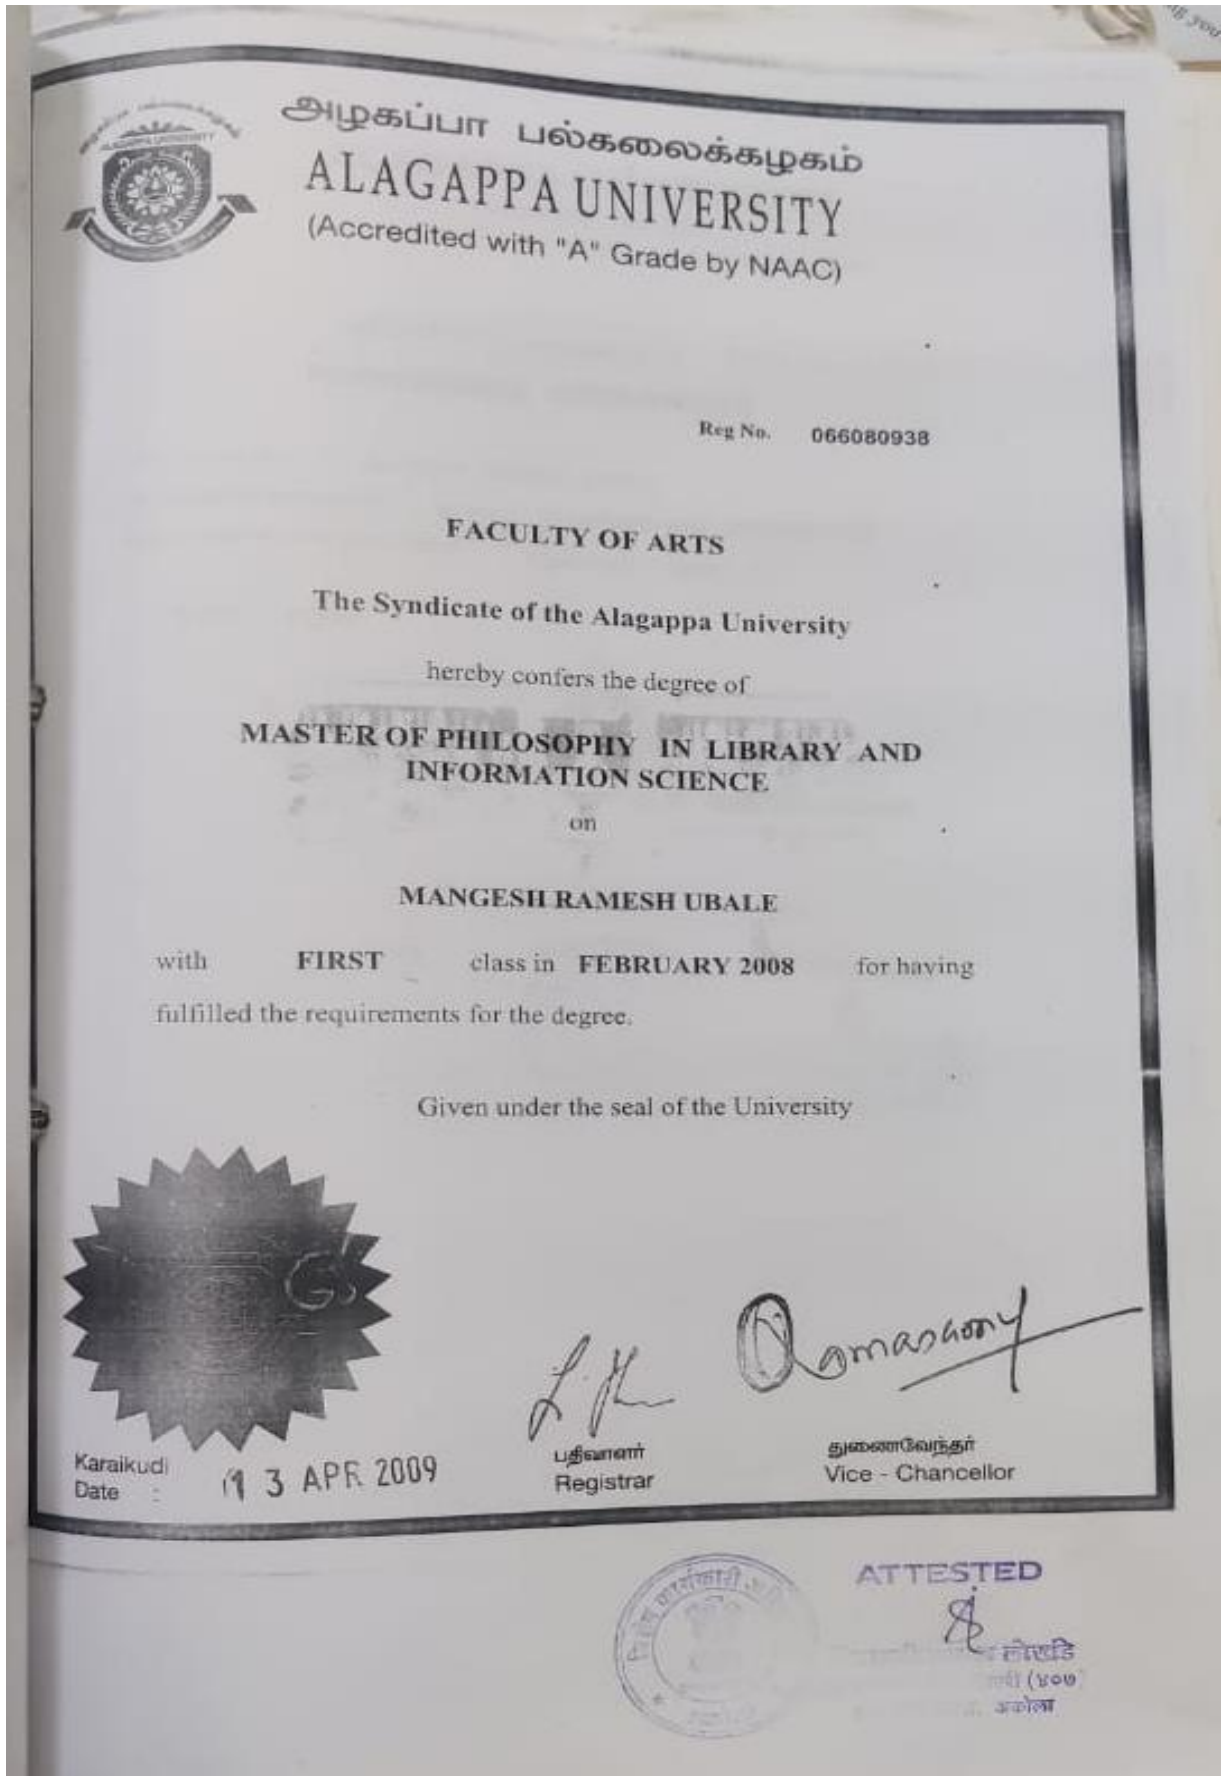 அழகப்பா பல்கலைக்கழகம்
ALAGAPPA UNIVERSITY
ALAGAPPA UNIVERSITY
(Accredited with "A" Grade by NAAC)
Reg No. 066080938
FACULTY OF ARTS
The Syndicate of the Alagappa University
hereby confers the degree of
MASTER OF PHILOSOPHY IN LIBRARY AND
INFORMATION SCIENCE
on
MANGESH RAMESH UBALE
with FIRST class in FEBRUARY 2008 for having
fulfilled the requirements for the degree.
Given under the seal of the University
பதிவாளர்
Registrar
துணைவேந்தர்
Vice - Chancellor
Karaikudi
Date : 13 APR 2009
ATTESTED
लोखंडे
(४०७)
अकोला